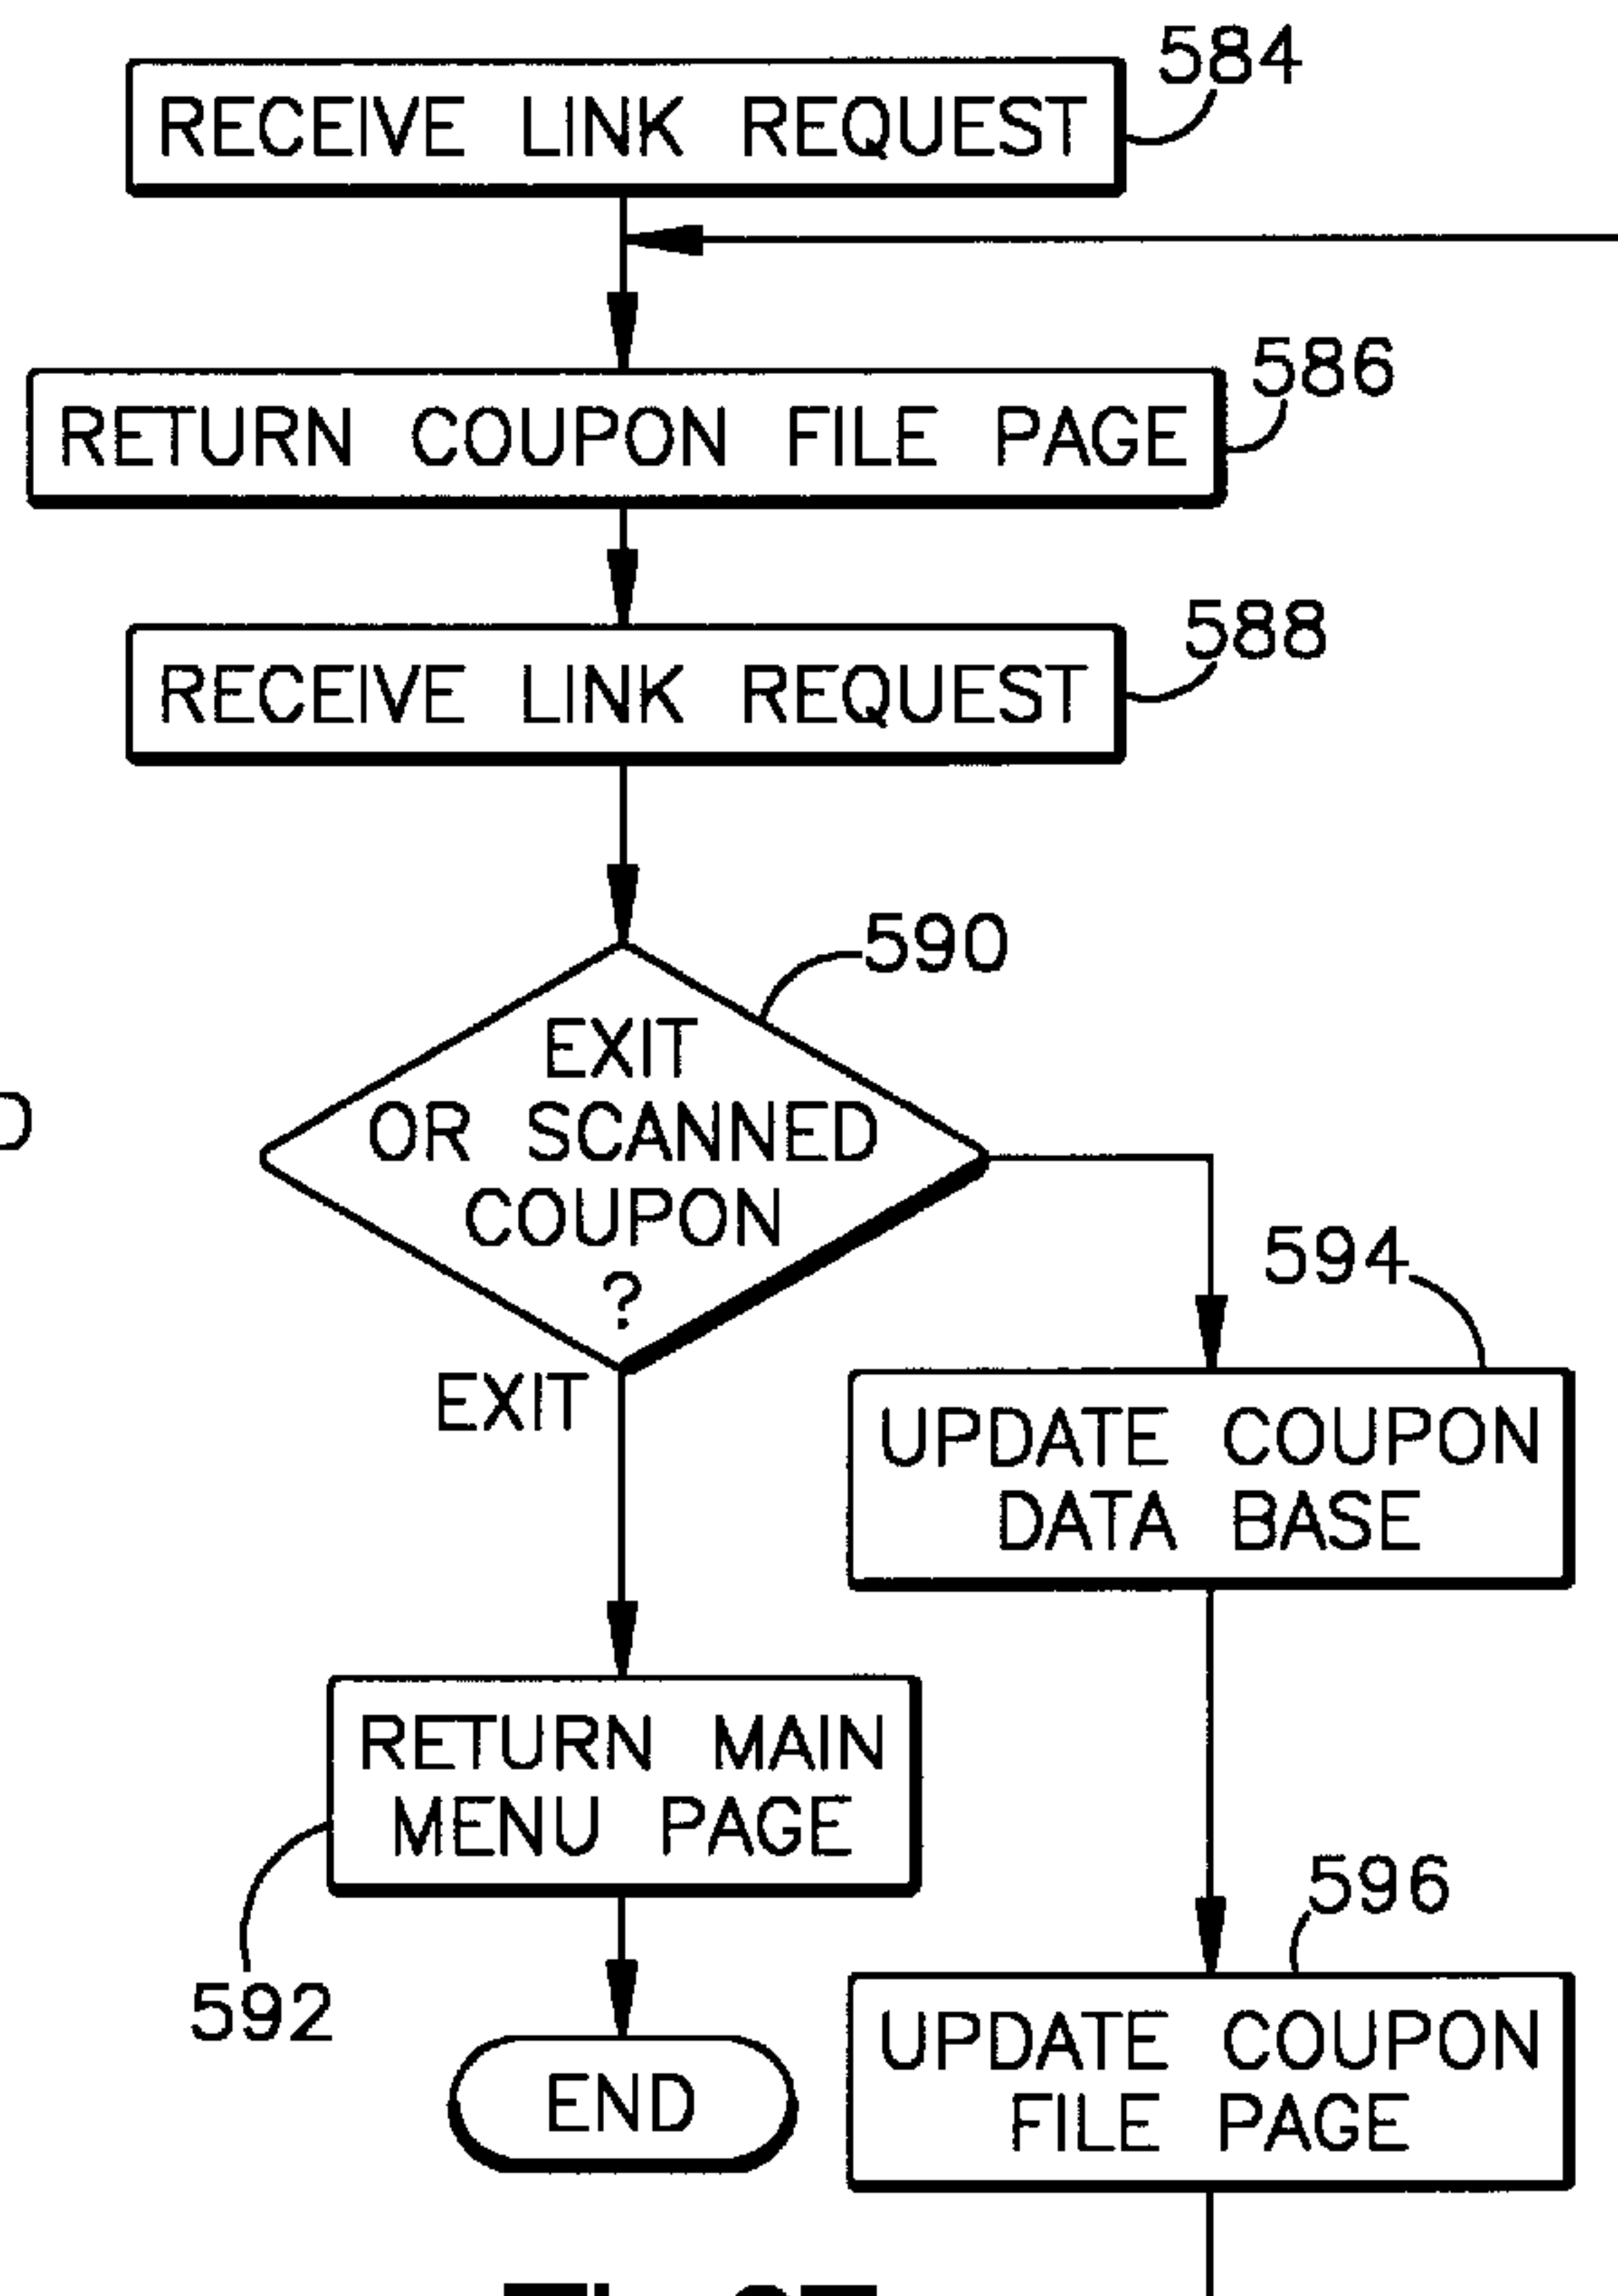 584
RECEIVE LINK REQUEST
586
RETURN COUPON FILE PAGE
588
RECEIVE LINK REQUEST
590
EXIT
OR SCANNED
COUPON
?
EXIT
594
UPDATE COUPON
DATA BASE
RETURN MAIN
MENU PAGE
592
596
UPDATE COUPON
FILE PAGE
END